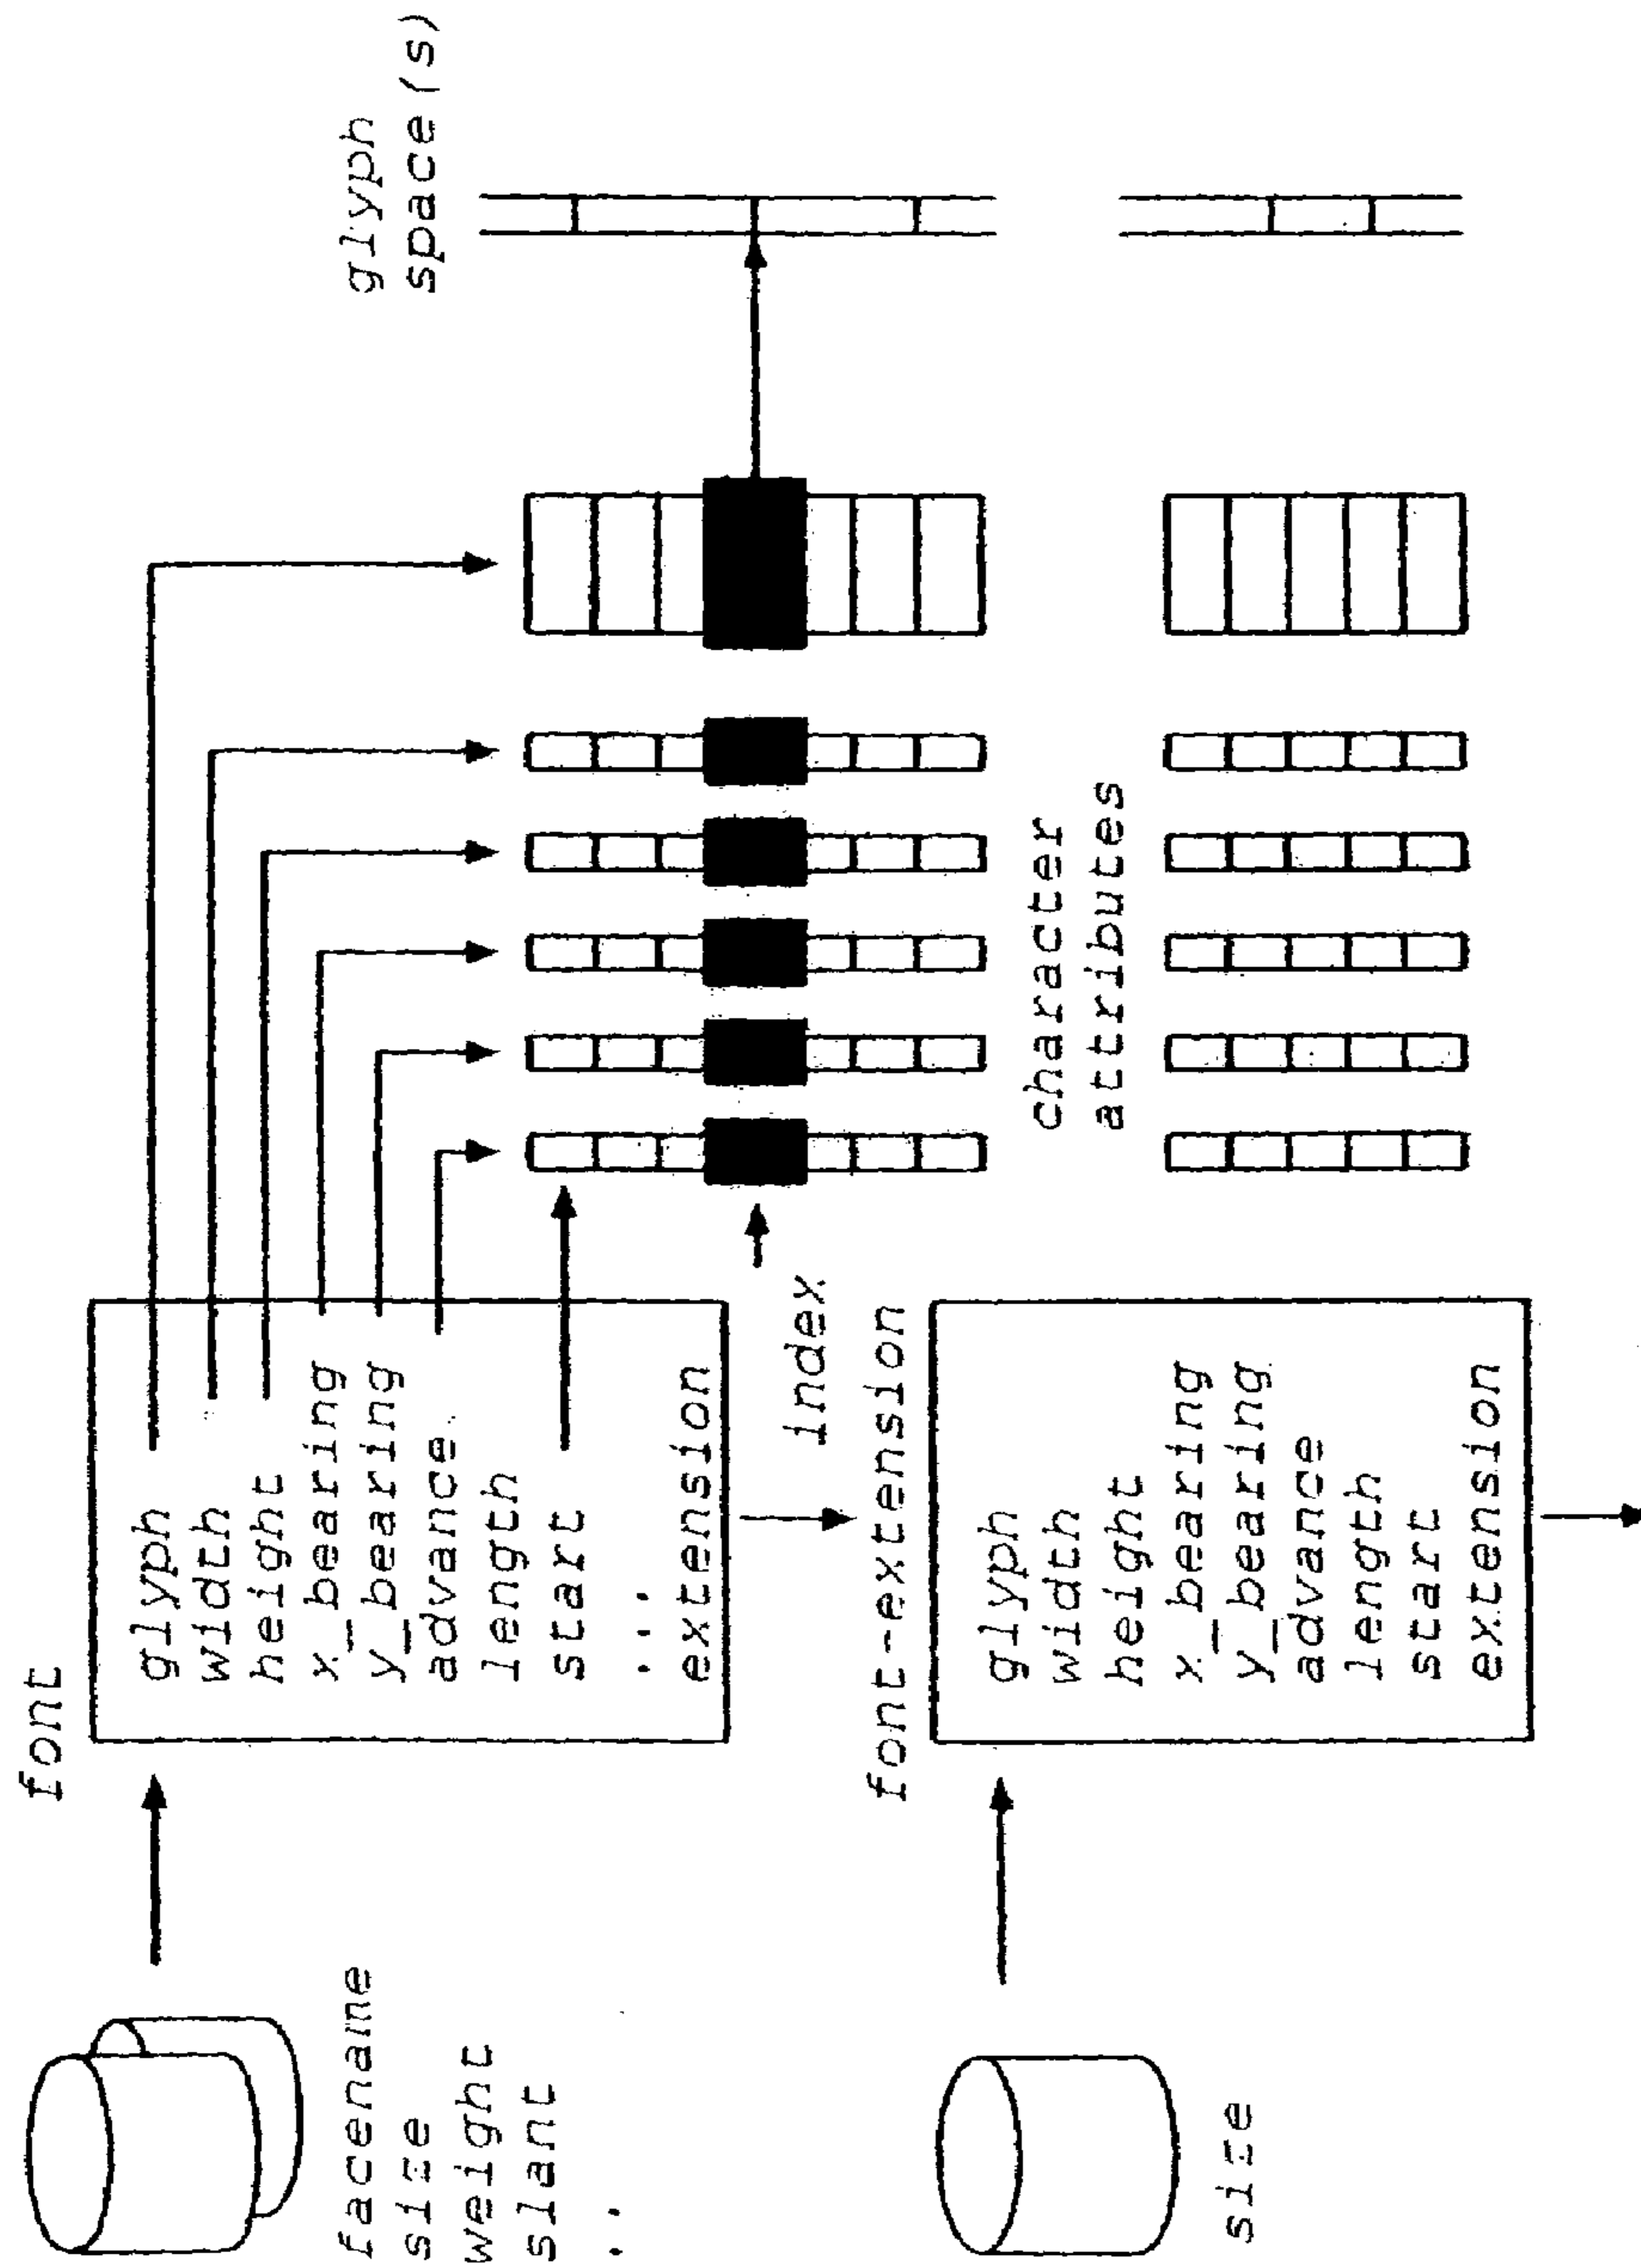 font
glyph
width
height
x_bearing
y_bearing
advance
length
start
...
extension
facename
size
weight
slant
..
index
glyph
space(s)
character
attributes
font-extension
glyph
width
height
x_bearing
y_bearing
advance
length
start
extension
size